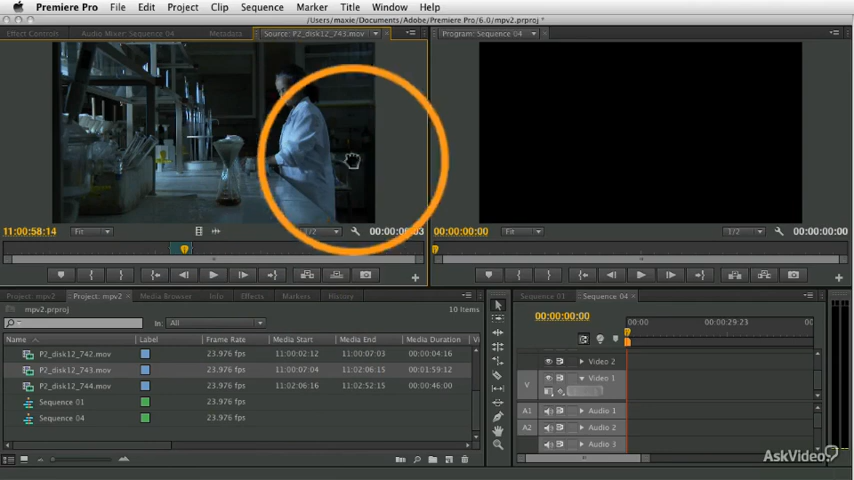 Premiere Pro File Edit Project Clip Sequence Marker Title Window Help
/Users/maxie/Documents/Adobe/Premiere Pro/6.0/mpv2.prproj *
Effect Controls Audio Mixer: Sequence 04 Metadata Source: P2_disk12_743.mov Program: Sequence 04
11:00:58:14 Fit 1/2 00:00:00:03 00:00:00:00 Fit 1/2 00:00:00:00
Project: mpv2 Project: mpv2 Media Browser Info Effects Markers History Sequence 01 Sequence 04
mpv2.prproj 10 Items
00:00:00:00
In: All
:00:00 00:00:29:23
Name Label Frame Rate Media Start Media End Media Duration
P2_disk12_742.mov 23.976 fps 11:00:02:12 11:00:07:03 00:00:04:16
P2_disk12_743.mov 23.976 fps 11:00:07:04 11:02:06:15 00:01:59:12
P2_disk12_744.mov 23.976 fps 11:02:06:16 11:02:52:15 00:00:46:00
Sequence 01
Sequence 04
Video 2
V Video 1
A1 Audio 1
A2 Audio 2
Audio 3
AskVideo